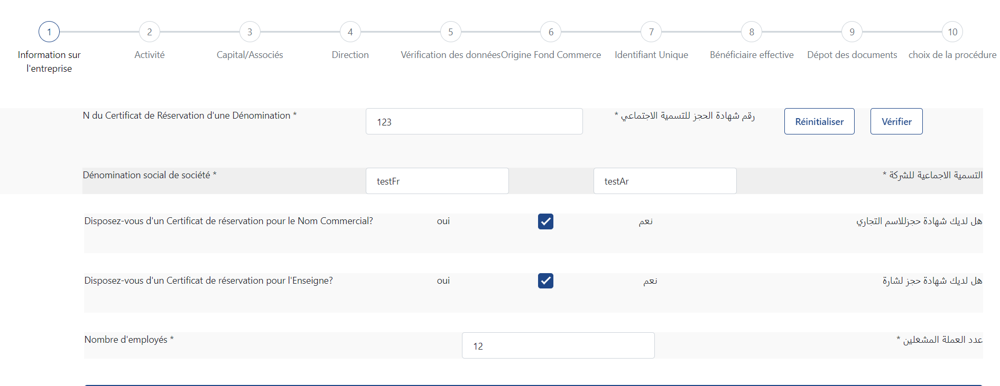 1 2 3 4 5 6 7 8 9 10
Information sur l'entreprise
Activité
Capital/Associés
Direction
Vérification des données
Origine Fond Commerce
Identifiant Unique
Bénéficiaire effective
Dépot des documents
choix de la procédure
N du Certificat de Réservation d'une Dénomination * 123 رقم شهادة الحجز للتسمية الاجتماعي * Réinitialiser Vérifier
Dénomination social de société * testFr testAr التسمية الاجماعية للشركة *
Disposez-vous d'un Certificat de réservation pour le Nom Commercial? oui نعم هل لديك شهادة حجزللاسم التجاري
Disposez-vous d'un Certificat de réservation pour l'Enseigne? oui نعم هل لديك شهادة حجز لشارة
Nombre d'employés * 12 عدد العملة المشغلين *